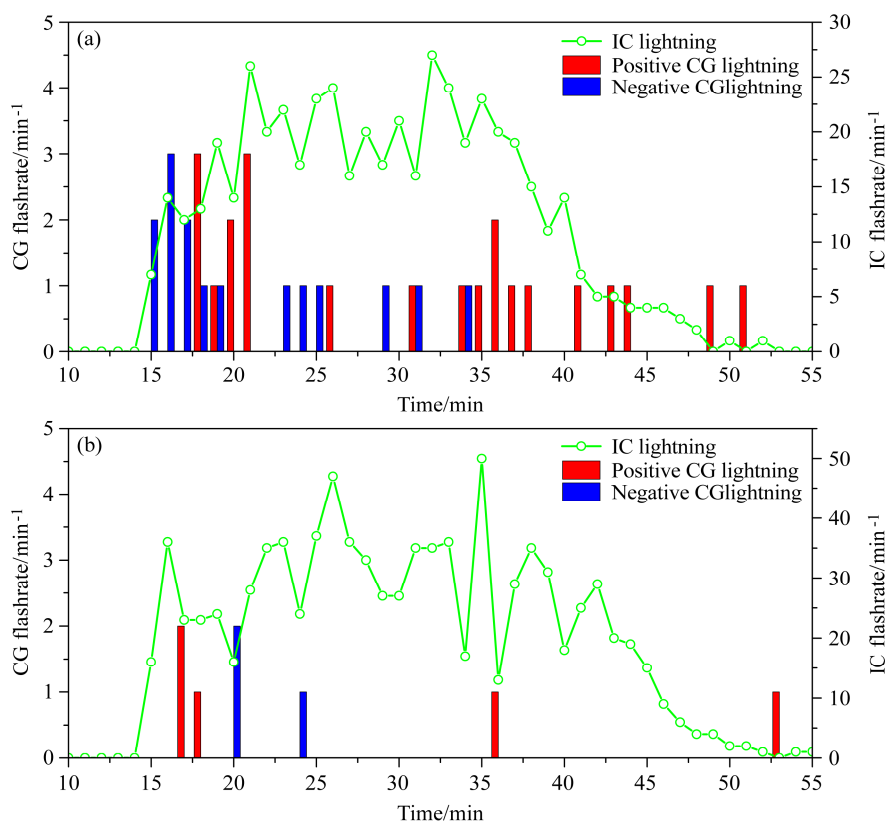 (a)
IC lightning
Positive CG lightning
Negative CGlightning
5
4
3
2
1
0
CG flashrate/min⁻¹
30
25
20
15
10
5
0
IC flashrate/min⁻¹
10 15 20 25 30 35 40 45 50 55
Time/min
(b)
IC lightning
Positive CG lightning
Negative CGlightning
5
4
3
2
1
0
CG flashrate/min⁻¹
50
40
30
20
10
0
IC flashrate/min⁻¹
10 15 20 25 30 35 40 45 50 55
Time/min